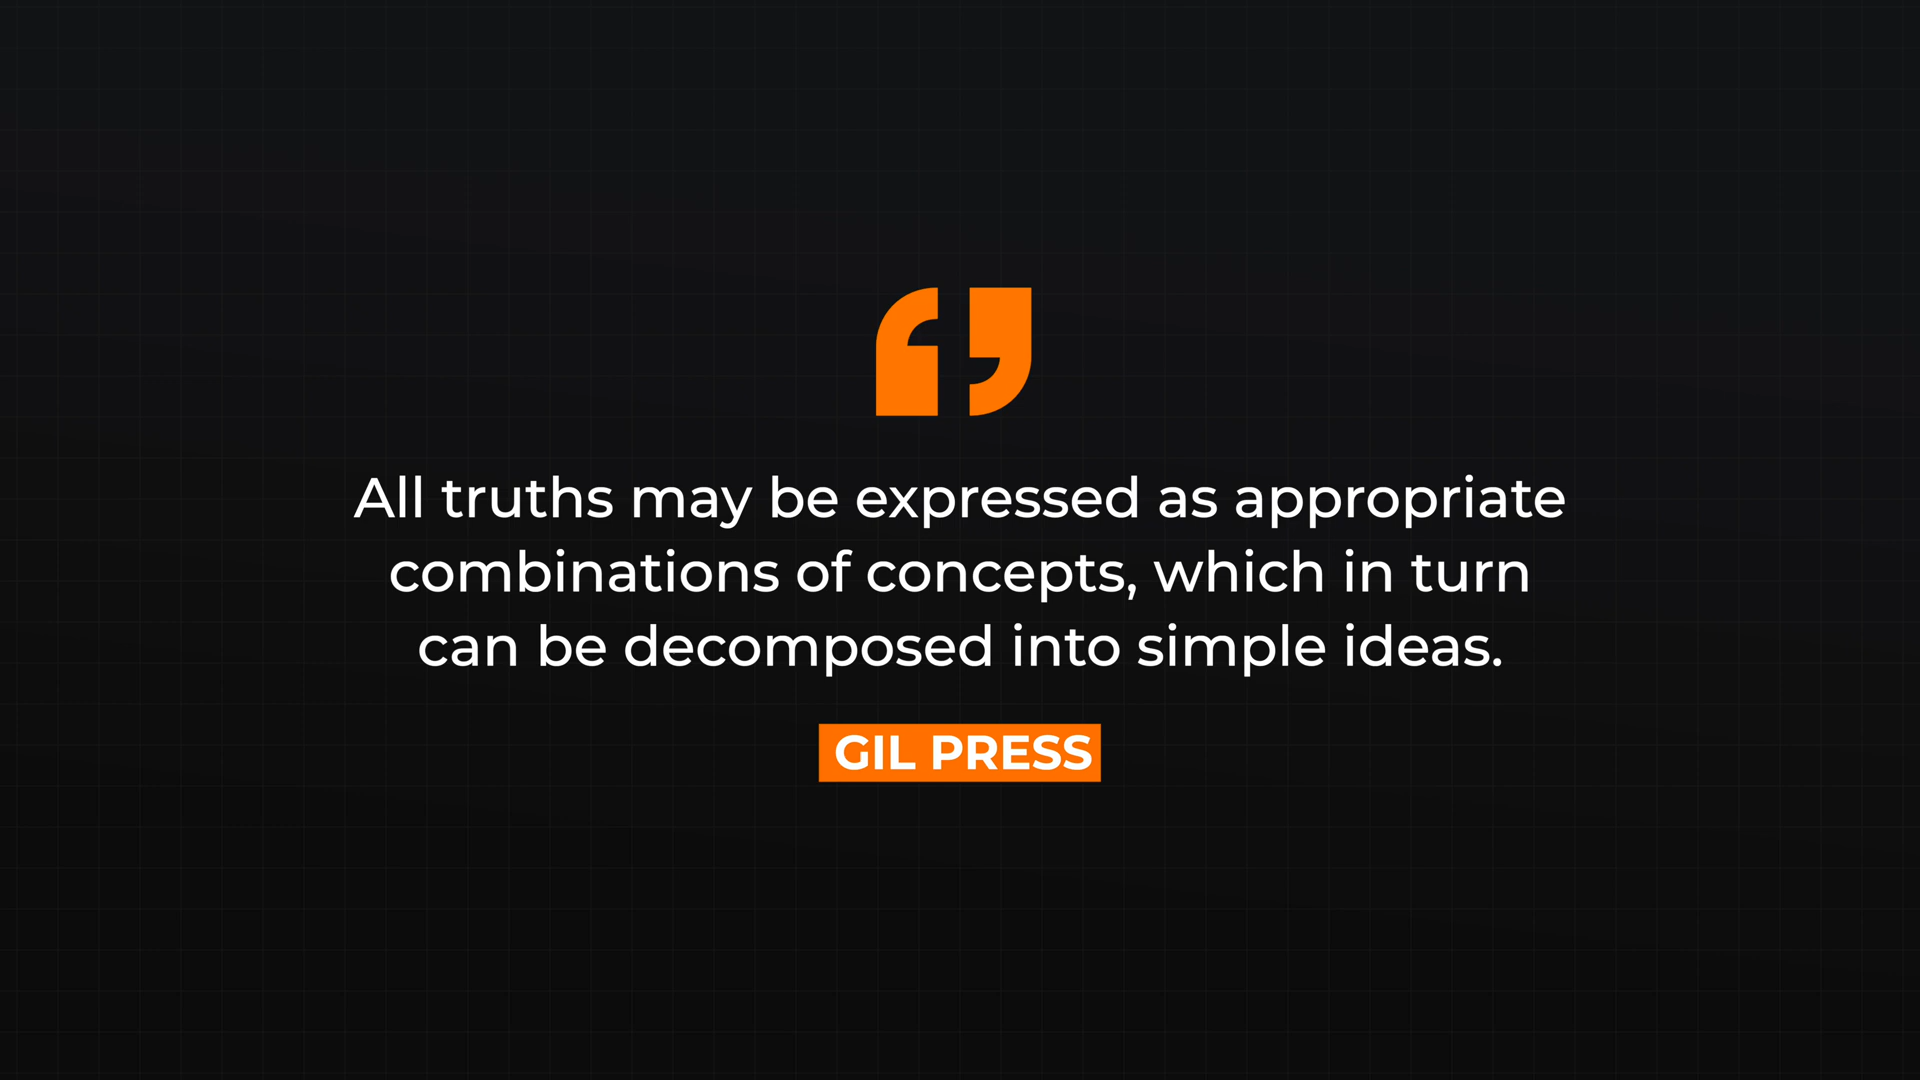 All truths may be expressed as appropriate
combinations of concepts, which in turn
can be decomposed into simple ideas.
GIL PRESS